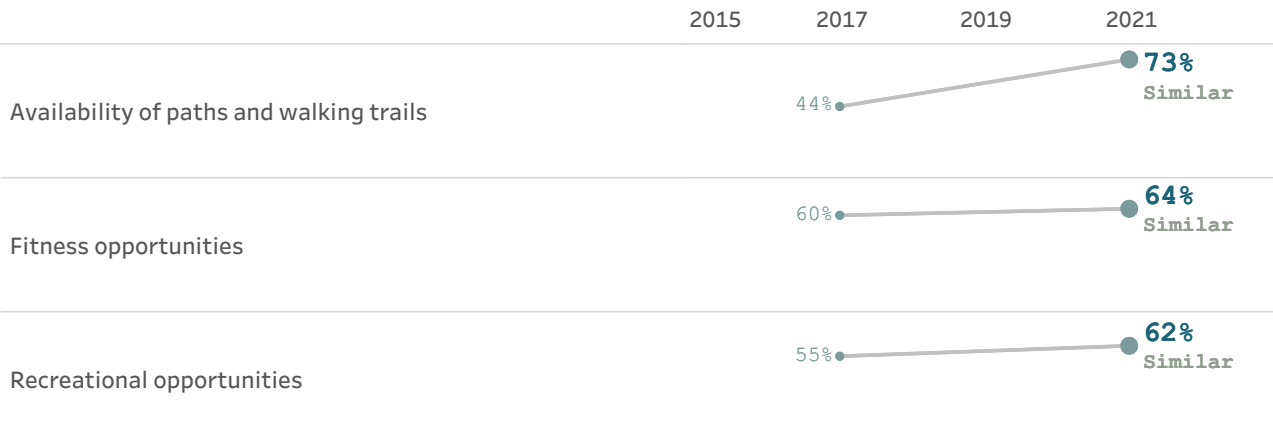 2015 2017 2019 2021
73%
44%
Similar
Availability of paths and walking trails
64%
60%
Similar
Fitness opportunities
62%
55%
Similar
Recreational opportunities